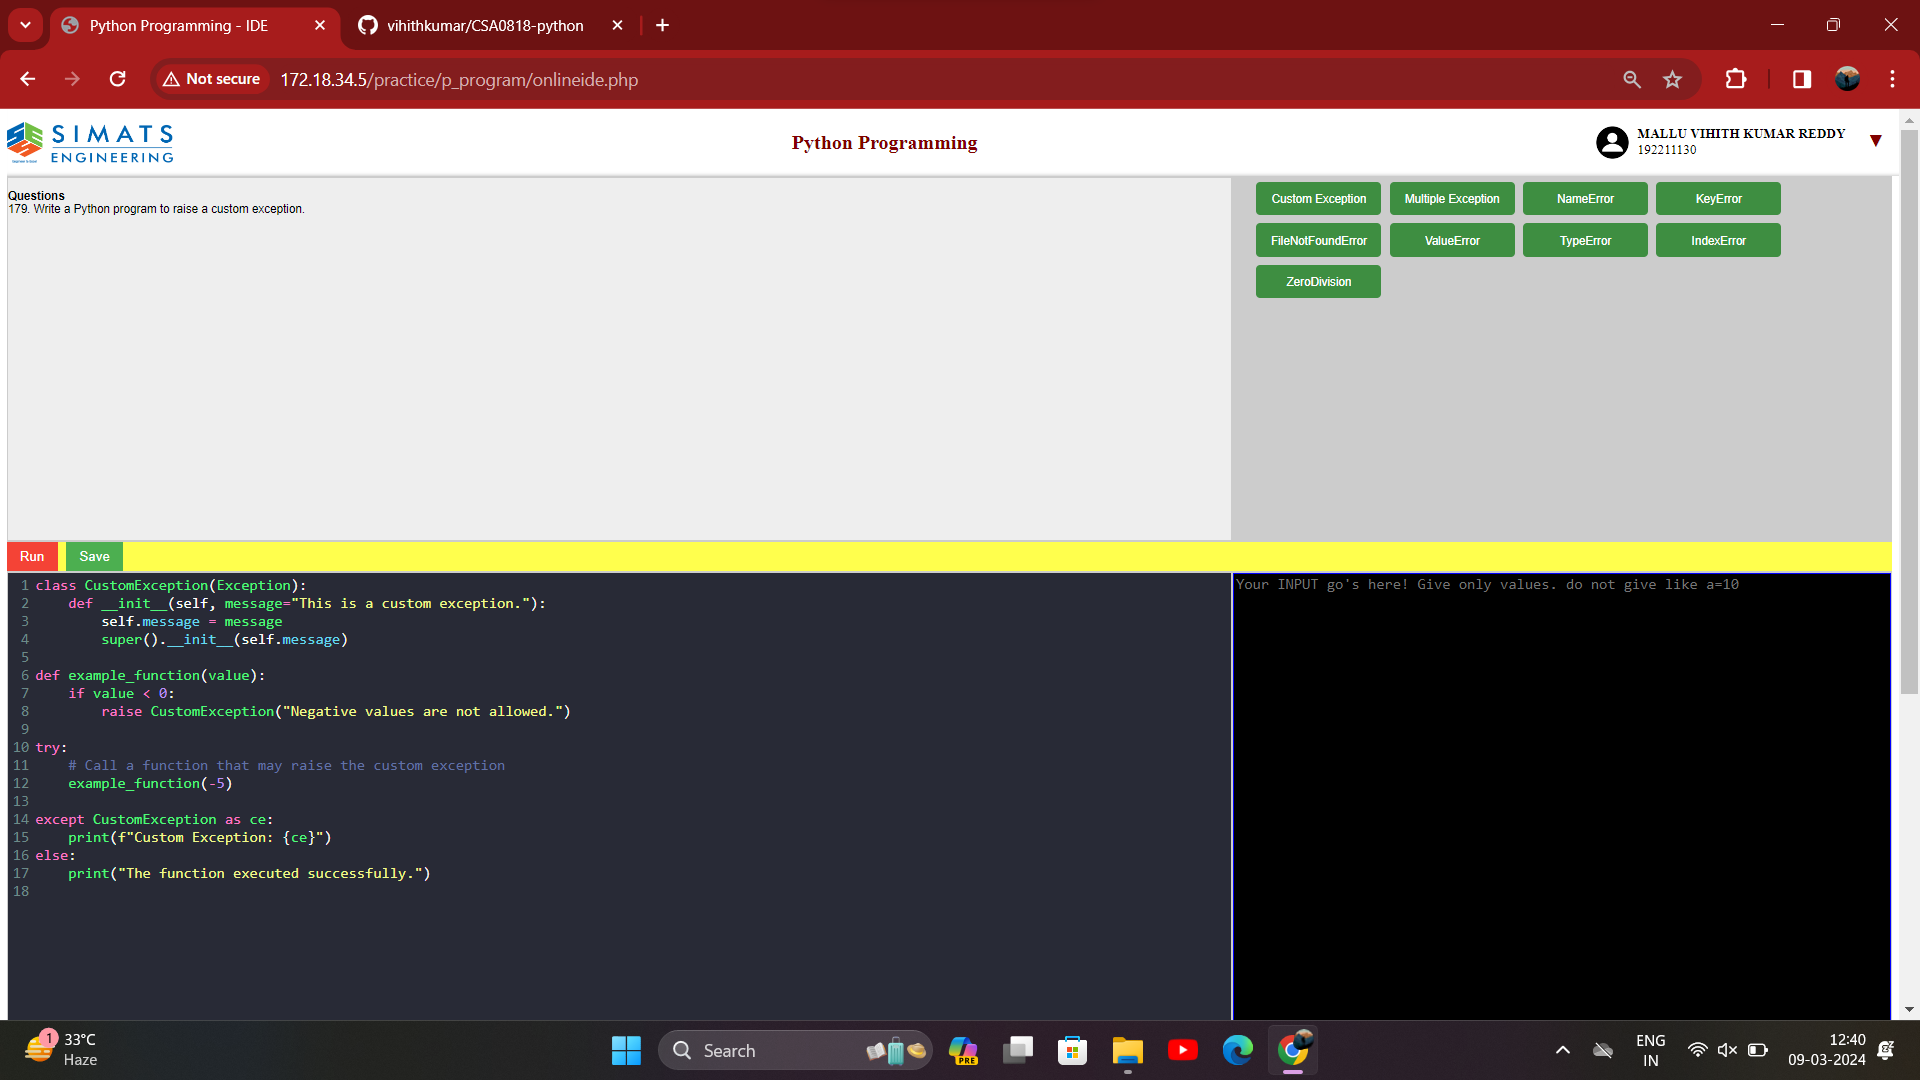 Python Programming - IDE
vihithkumar/CSA0818-python
Not secure
172.18.34.5/practice/p_program/onlineide.php
SIMATS
ENGINEERING
Python Programming
MALLU VIHITH KUMAR REDDY
192211130
Questions
179. Write a Python program to raise a custom exception.
Custom Exception
Multiple Exception
NameError
KeyError
FileNotFoundError
ValueError
TypeError
IndexError
ZeroDivision
Run
Save
1 class CustomException(Exception):
2     def __init__(self, message="This is a custom exception."):
3         self.message = message
4         super().__init__(self.message)
5
6 def example_function(value):
7     if value < 0:
8         raise CustomException("Negative values are not allowed.")
9
10 try:
11     # Call a function that may raise the custom exception
12     example_function(-5)
13
14 except CustomException as ce:
15     print(f"Custom Exception: {ce}")
16 else:
17     print("The function executed successfully.")
18
Your INPUT go's here! Give only values. do not give like a=10
1
33°C
Haze
Search
PRE
ENG
IN
12:40
09-03-2024